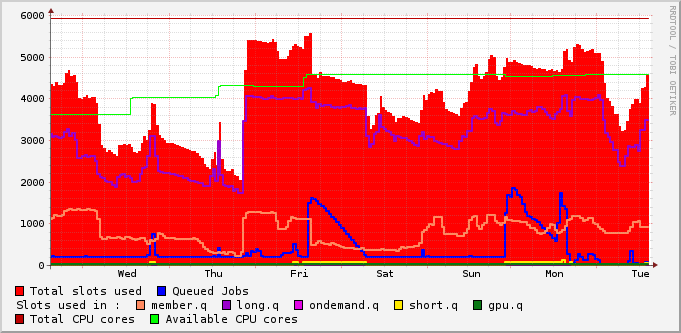 RRDTOOL / TOBI OETIKER
6000
5000
4000
3000
2000
1000
0
Wed Thu Fri Sat Sun Mon Tue
Total slots used Queued Jobs
Slots used in : member.q long.q ondemand.q short.q gpu.q
Total CPU cores Available CPU cores